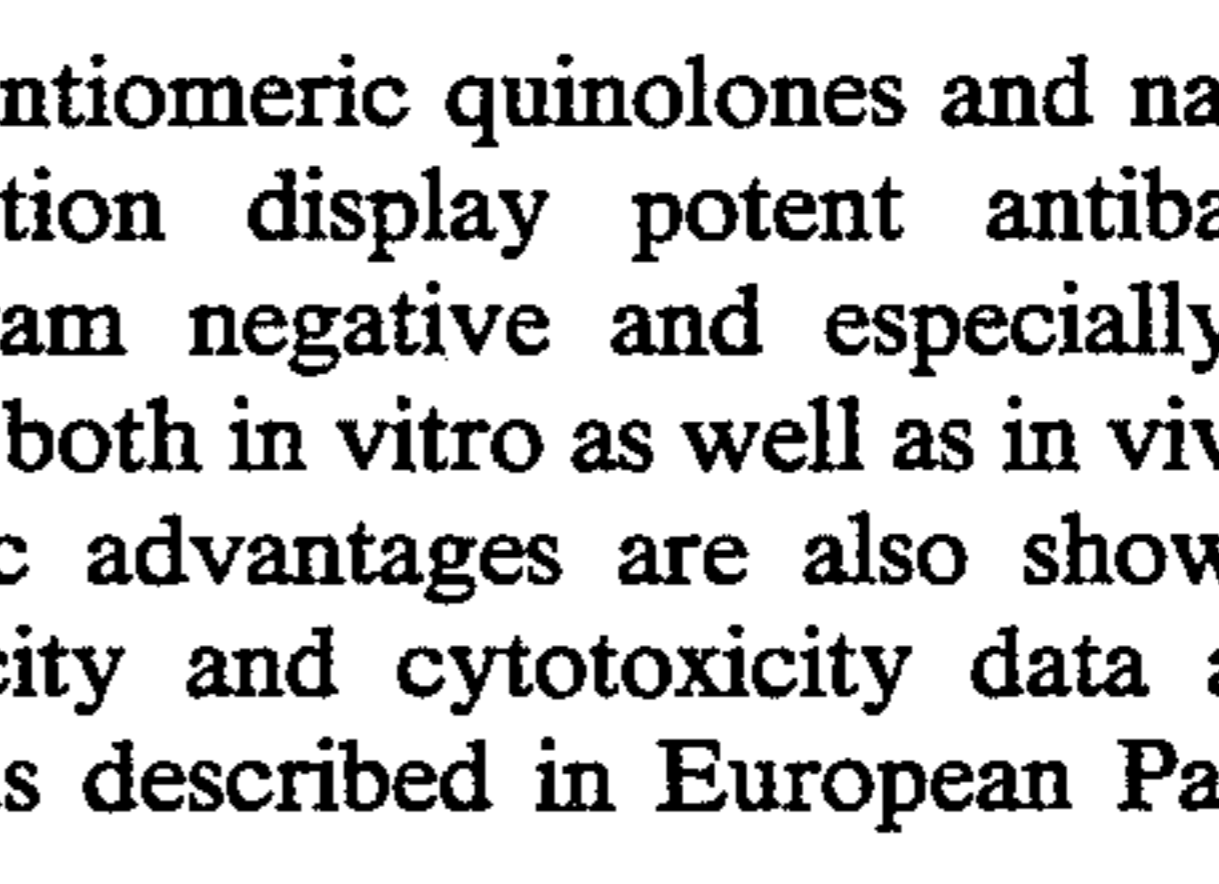 ntiomeric quinolones and na
tion display potent antiba
am negative and especially
both in vitro as well as in viv
c advantages are also show
city and cytotoxicity data a
s described in European Pa